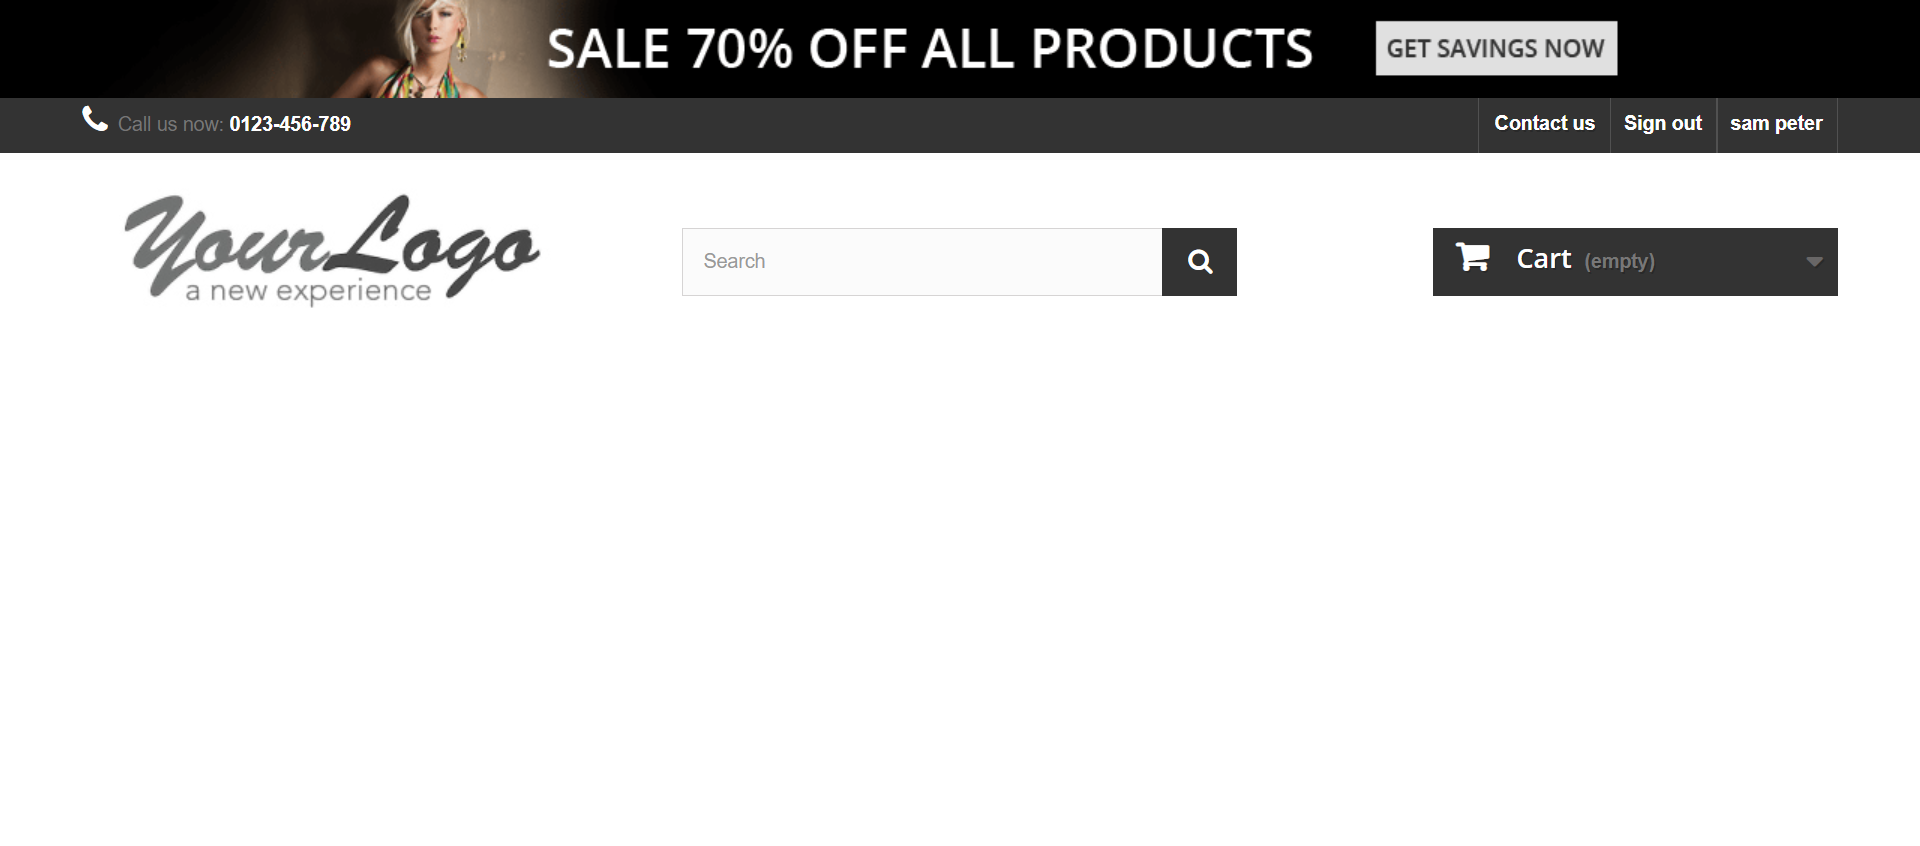 SALE 70% OFF ALL PRODUCTS GET SAVINGS NOW
Call us now: 0123-456-789 Contact us Sign out sam peter
YourLogo
a new experience
Search
Cart (empty)